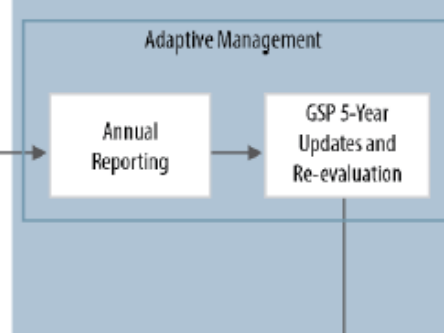 Adaptive Management
Annual
Reporting
GSP 5-Year
Updates and
Re-evaluation